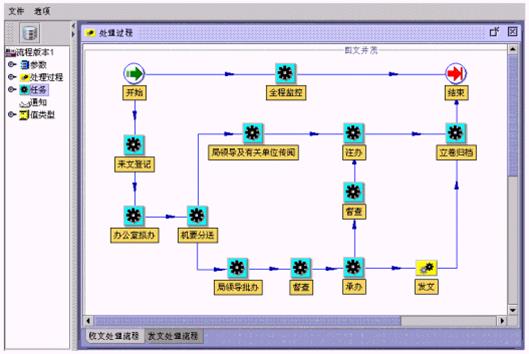 文件 选项
处理过程
流程版本1
参数
处理过程
任务
通知
值类型
收文开发
开始
全程监控
结束
来文登记
局领导及有关单位传阅
注办
立卷归档
督查
办公室拟办
机要分送
局领导批办
督查
承办
发文
收文处理流程 发文处理流程